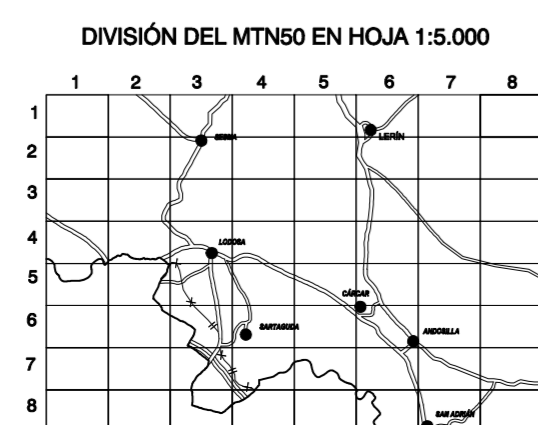 DIVISIÓN DEL MTN50 EN HOJA 1:5.000
1 2 3 4 5 6 7 8
1
LERÍN
SESMA
2
3
4
LODOSA
5
CÁRCAR
6
SARTAGUDA
ANDOSILLA
7
8
SAN ADRIÁN